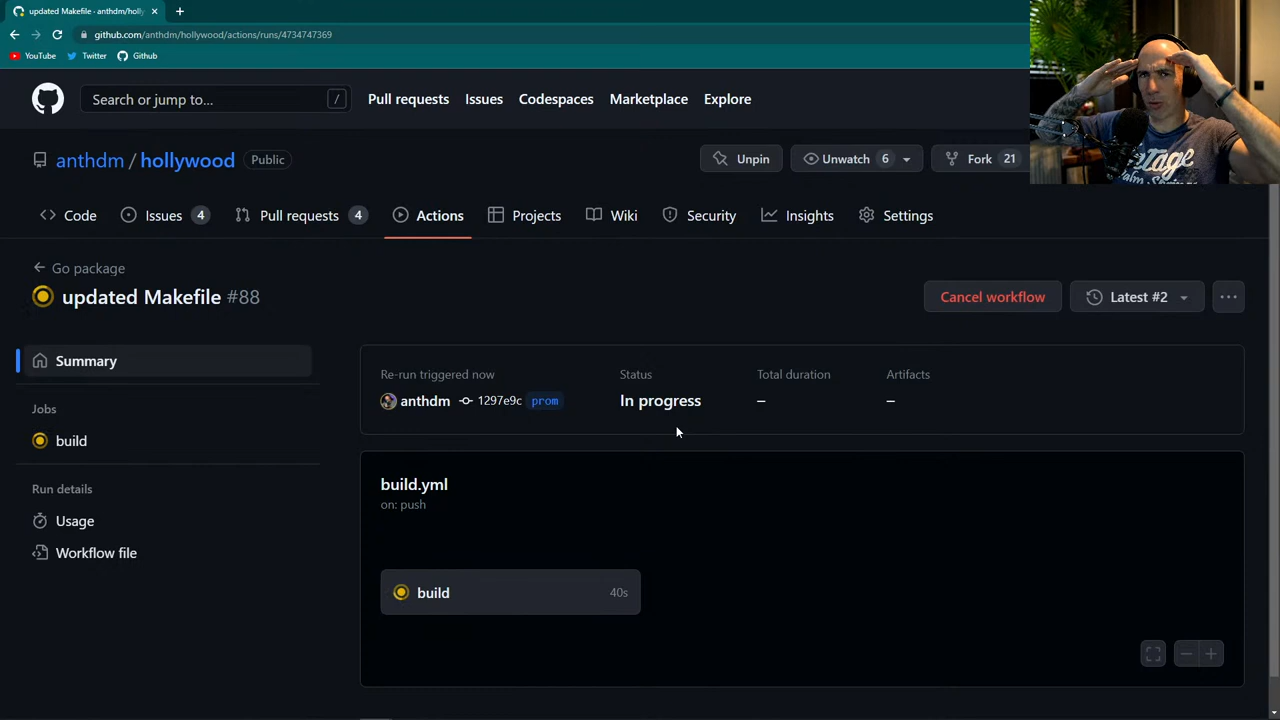 updated Makefile · anthdm/holly
github.com/anthdm/hollywood/actions/runs/4734747369
YouTube Twitter Github
Search or jump to... / Pull requests Issues Codespaces Marketplace Explore
anthdm / hollywood Public Unpin Unwatch 6 Fork 21
Code Issues 4 Pull requests 4 Actions Projects Wiki Security Insights Settings
Go package
updated Makefile #88 Cancel workflow Latest #2
Summary
Re-run triggered now Status Total duration Artifacts
anthdm 1297e9c prom In progress – –
Jobs
build
build.yml
on: push
Run details
Usage
Workflow file
build 40s